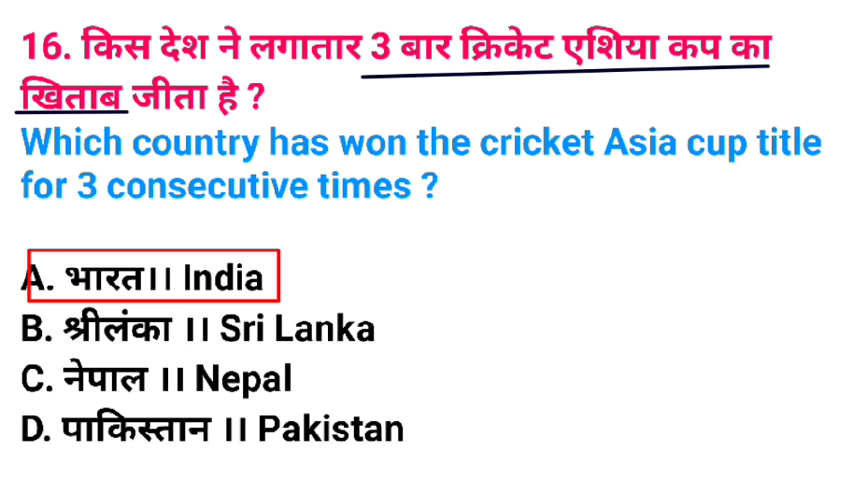 16. किस देश ने लगातार 3 बार क्रिकेट एशिया कप का
खिताब जीता है ?
Which country has won the cricket Asia cup title
for 3 consecutive times ?
A. भारत।। India
B. श्रीलंका ।। Sri Lanka
C. नेपाल ।। Nepal
D. पाकिस्तान ।। Pakistan